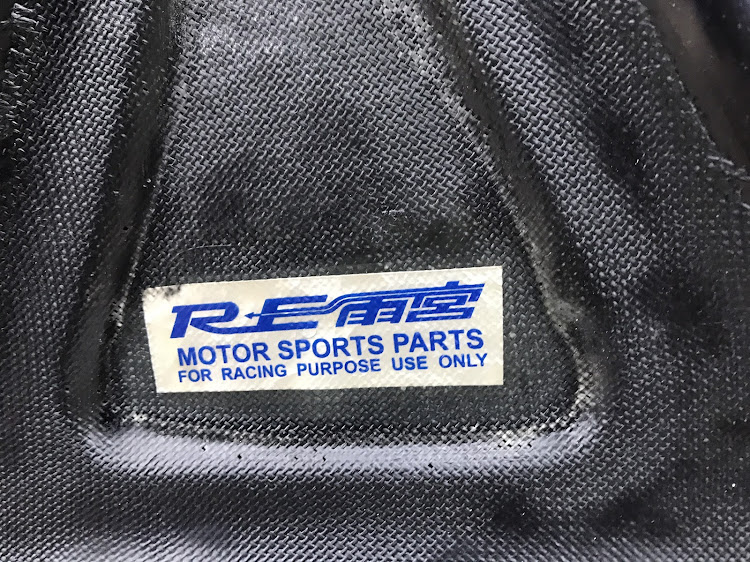 RE雨宮
MOTOR SPORTS PARTS
FOR RACING PURPOSE USE ONLY